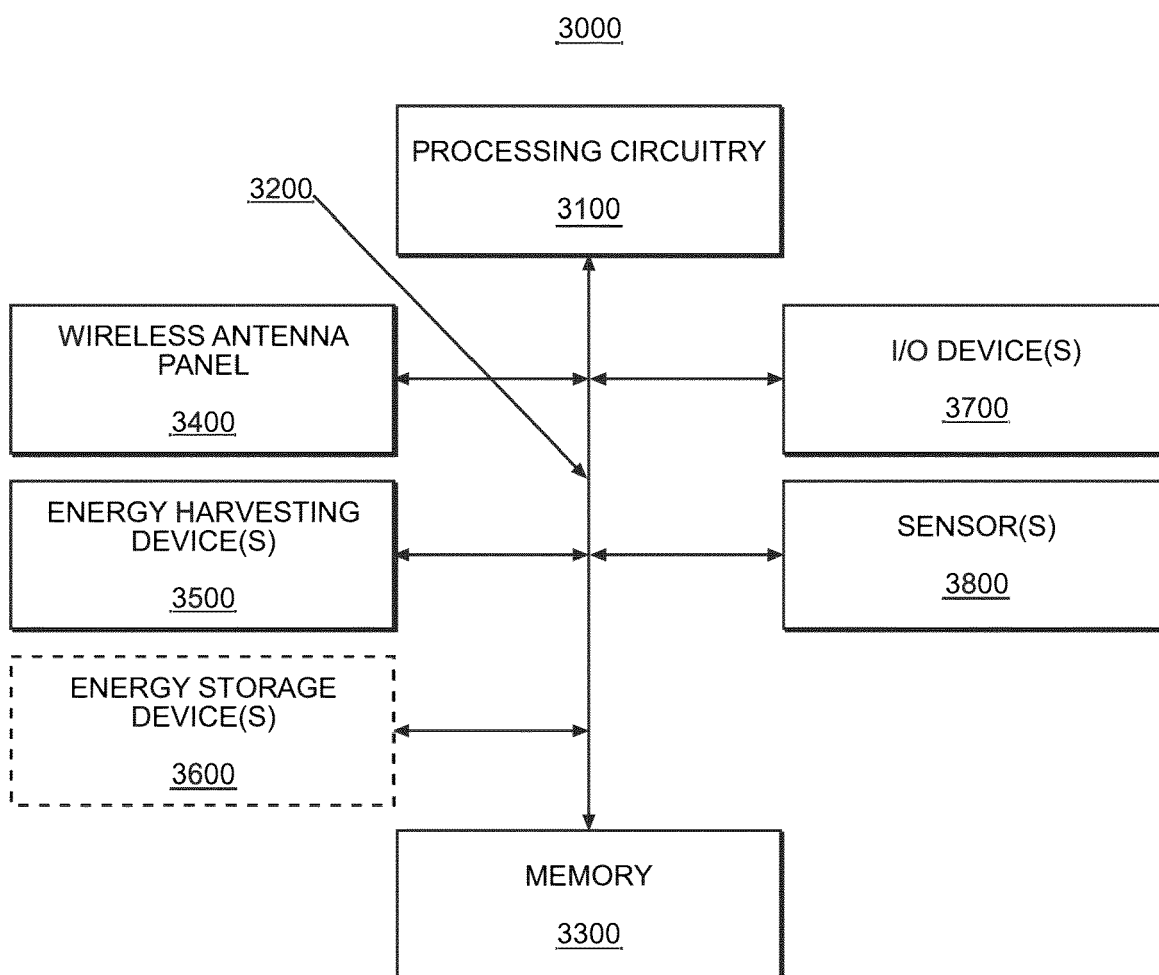 3000
PROCESSING CIRCUITRY
3100
3200
WIRELESS ANTENNA
PANEL
3400
I/O DEVICE(S)
3700
ENERGY HARVESTING
DEVICE(S)
3500
SENSOR(S)
3800
ENERGY STORAGE
DEVICE(S)
3600
MEMORY
3300